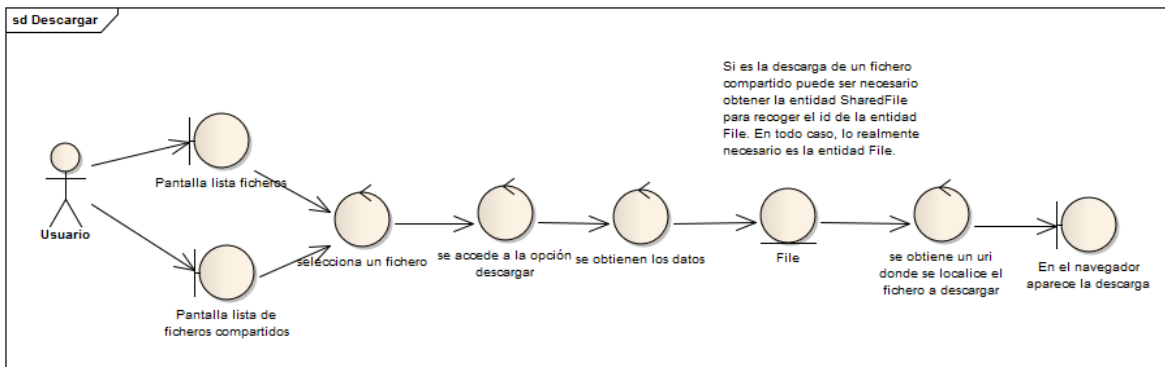 sd Descargar
Si es la descarga de un fichero
compartido puede ser necesario
obtener la entidad SharedFile
para recoger el id de la entidad
File. En todo caso, lo realmente
necesario es la entidad File.
Usuario
Pantalla lista ficheros
Pantalla lista de
ficheros compartidos
selecciona un fichero
se accede a la opción
descargar
se obtienen los datos
File
se obtiene un uri
donde se localice el
fichero a descargar
En el navegador
aparece la descarga